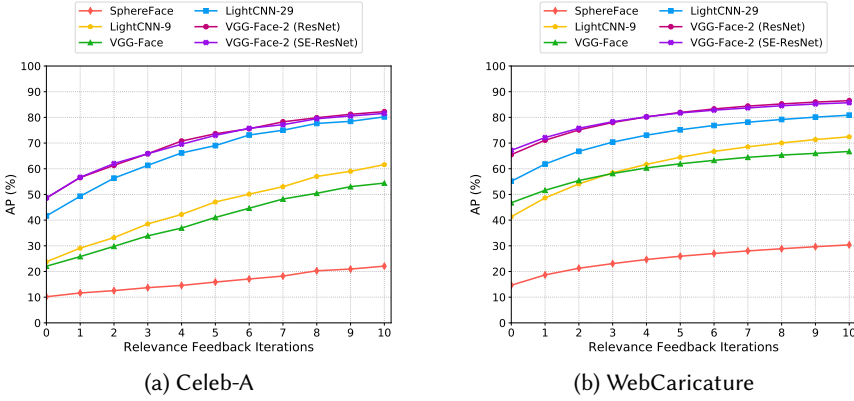 SphereFace
LightCNN-9
VGG-Face
LightCNN-29
VGG-Face-2 (ResNet)
VGG-Face-2 (SE-ResNet)
AP (%)
100
90
80
70
60
50
40
30
20
10
0
0 1 2 3 4 5 6 7 8 9 10
Relevance Feedback Iterations
(a) Celeb-A
SphereFace
LightCNN-9
VGG-Face
LightCNN-29
VGG-Face-2 (ResNet)
VGG-Face-2 (SE-ResNet)
AP (%)
100
90
80
70
60
50
40
30
20
10
0
0 1 2 3 4 5 6 7 8 9 10
Relevance Feedback Iterations
(b) WebCaricature